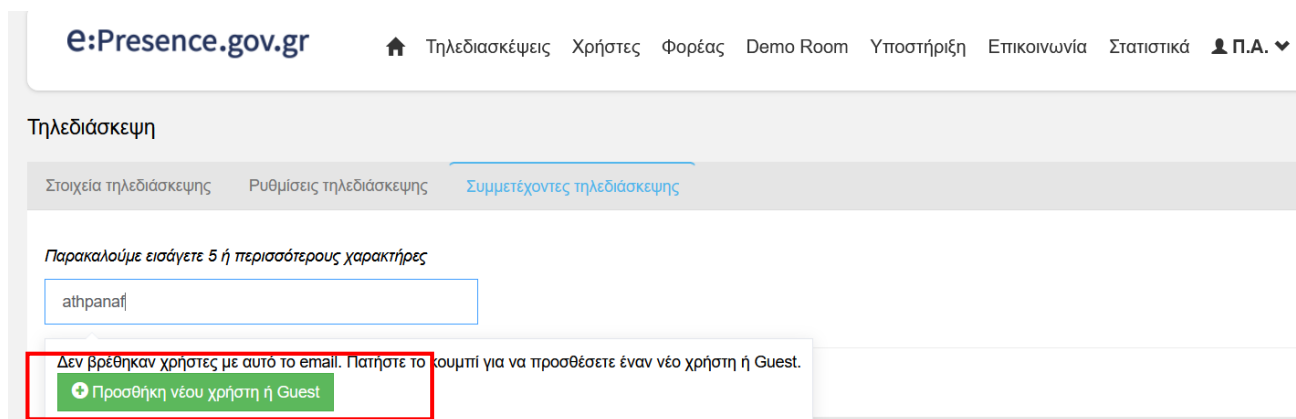 e:Presence.gov.gr
Τηλεδιασκέψεις Χρήστες Φορέας Demo Room Υποστήριξη Επικοινωνία Στατιστικά Π.Α.
Τηλεδιάσκεψη
Στοιχεία τηλεδιάσκεψης Ρυθμίσεις τηλεδιάσκεψης Συμμετέχοντες τηλεδιάσκεψης
Παρακαλούμε εισάγετε 5 ή περισσότερους χαρακτήρες
athpanaf
Δεν βρέθηκαν χρήστες με αυτό το email. Πατήστε το κουμπί για να προσθέσετε έναν νέο χρήστη ή Guest.
Προσθήκη νέου χρήστη ή Guest